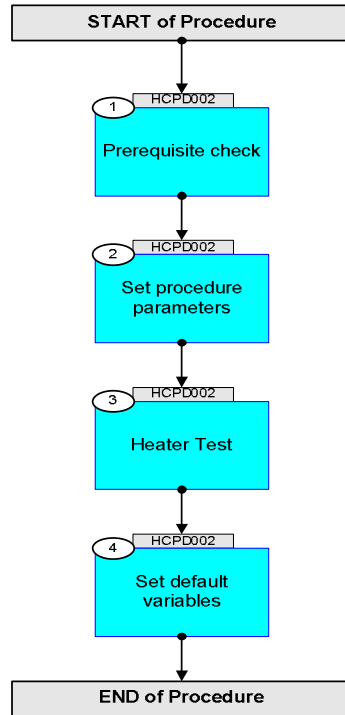 START of Procedure
HCPD002
1
Prerequisite check
HCPD002
2
Set procedure
parameters
HCPD002
3
Heater Test
HCPD002
4
Set default
variables
END of Procedure